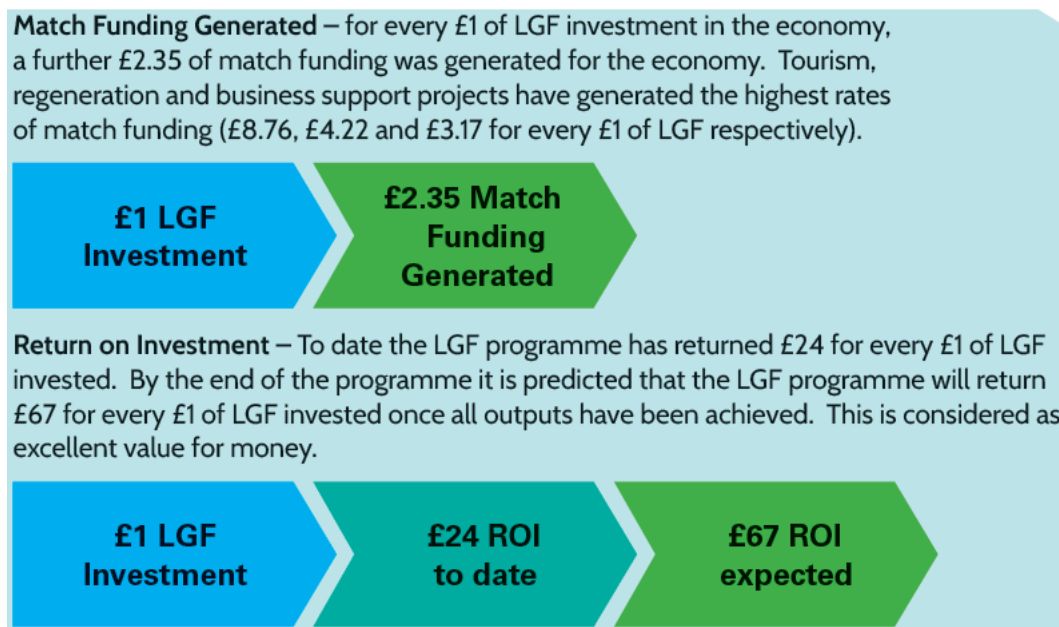 Match Funding Generated – for every £1 of LGF investment in the economy,
a further £2.35 of match funding was generated for the economy. Tourism,
regeneration and business support projects have generated the highest rates
of match funding (£8.76, £4.22 and £3.17 for every £1 of LGF respectively).
£1 LGF
Investment
£2.35 Match
Funding
Generated
Return on Investment – To date the LGF programme has returned £24 for every £1 of LGF
invested. By the end of the programme it is predicted that the LGF programme will return
£67 for every £1 of LGF invested once all outputs have been achieved. This is considered as
excellent value for money.
£1 LGF
Investment
£24 ROI
to date
£67 ROI
expected